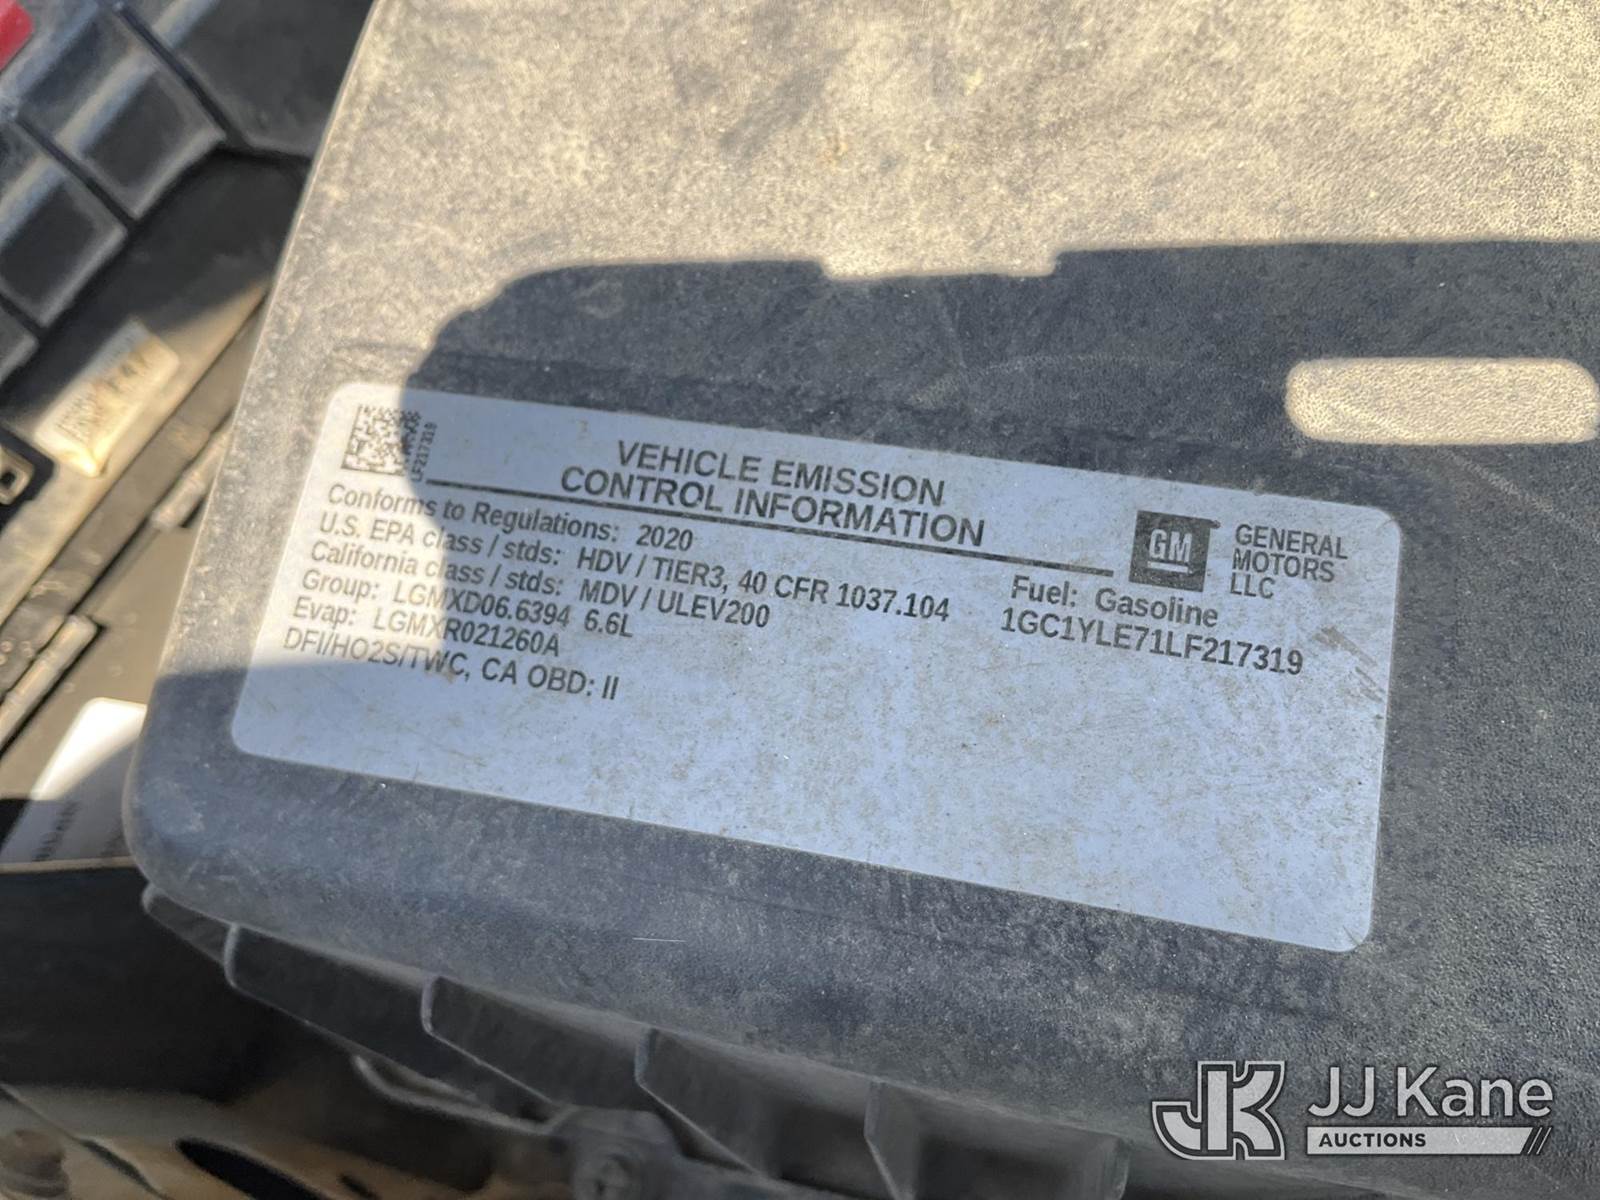 LF217319
VEHICLE EMISSION
CONTROL INFORMATION
Conforms to Regulations: 2020
U.S. EPA class / stds: HDV / TIER3, 40 CFR 1037.104
California class / stds: MDV / ULEV200
Group: LGMXD06.6394 6.6L
Evap: LGMXR021260A
DFI/HO2S/TWC, CA OBD: II
GM
GENERAL
MOTORS
LLC
Fuel: Gasoline
1GC1YLE71LF217319
JK
JJ Kane
AUCTIONS